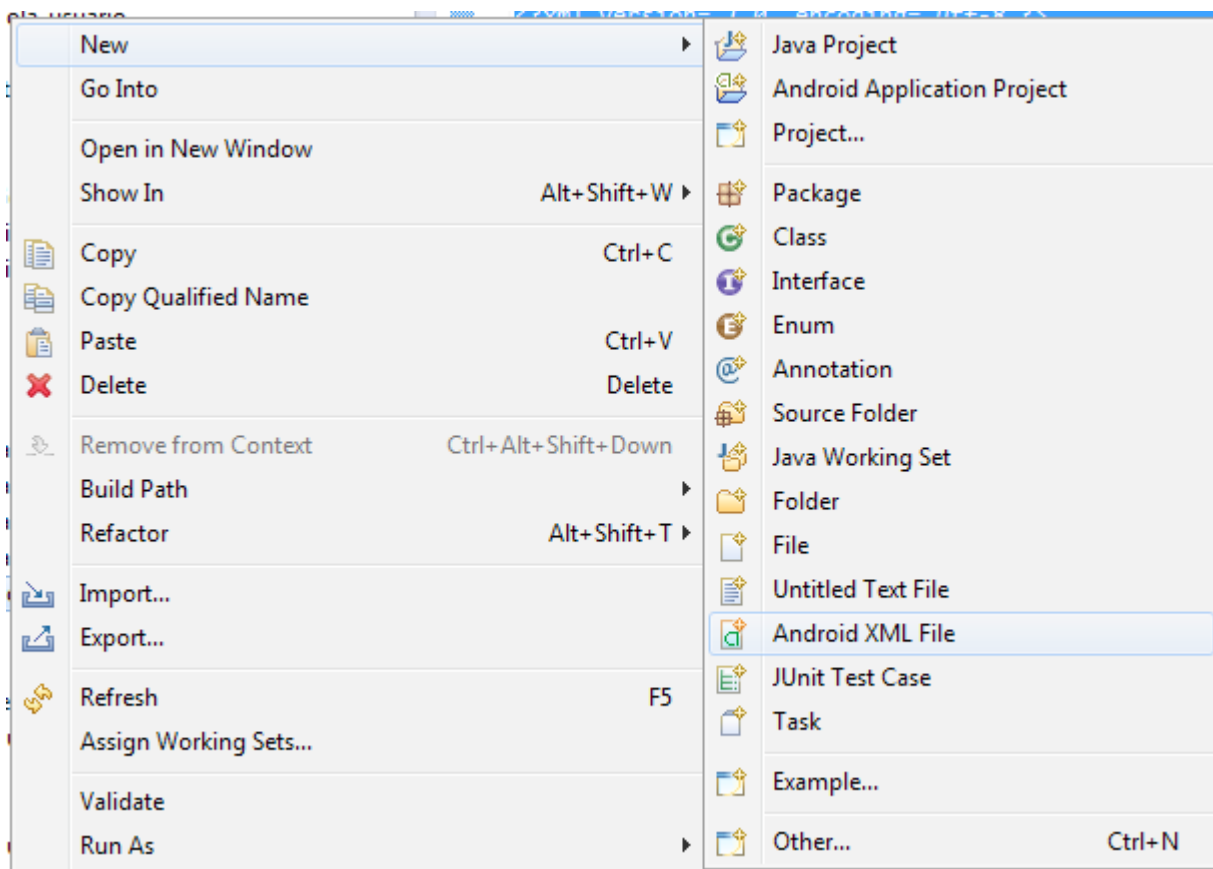 New
Go Into
Open in New Window
Show In Alt+Shift+W
Copy Ctrl+C
Copy Qualified Name
Paste Ctrl+V
Delete Delete
Remove from Context Ctrl+Alt+Shift+Down
Build Path
Refactor Alt+Shift+T
Import...
Export...
Refresh F5
Assign Working Sets...
Validate
Run As
Java Project
Android Application Project
Project...
Package
Class
Interface
Enum
Annotation
Source Folder
Java Working Set
Folder
File
Untitled Text File
Android XML File
JUnit Test Case
Task
Example...
Other... Ctrl+N